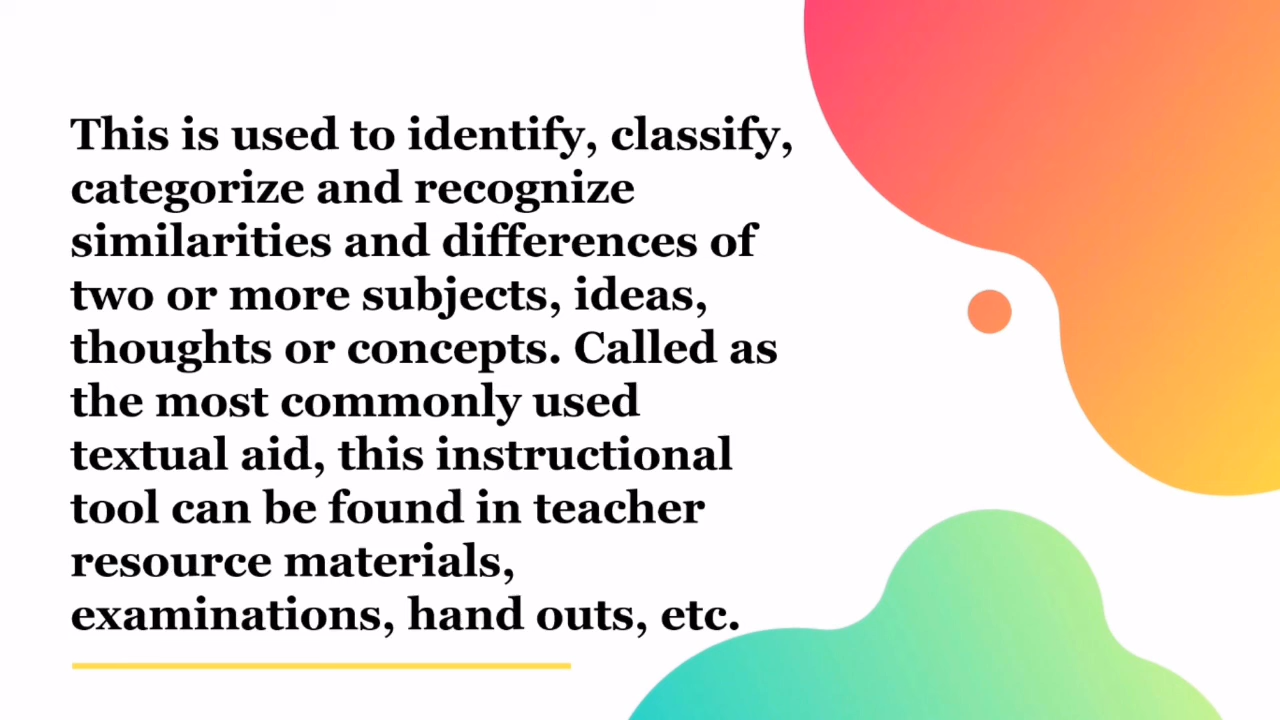 This is used to identify, classify,
categorize and recognize
similarities and differences of
two or more subjects, ideas,
thoughts or concepts. Called as
the most commonly used
textual aid, this instructional
tool can be found in teacher
resource materials,
examinations, hand outs, etc.